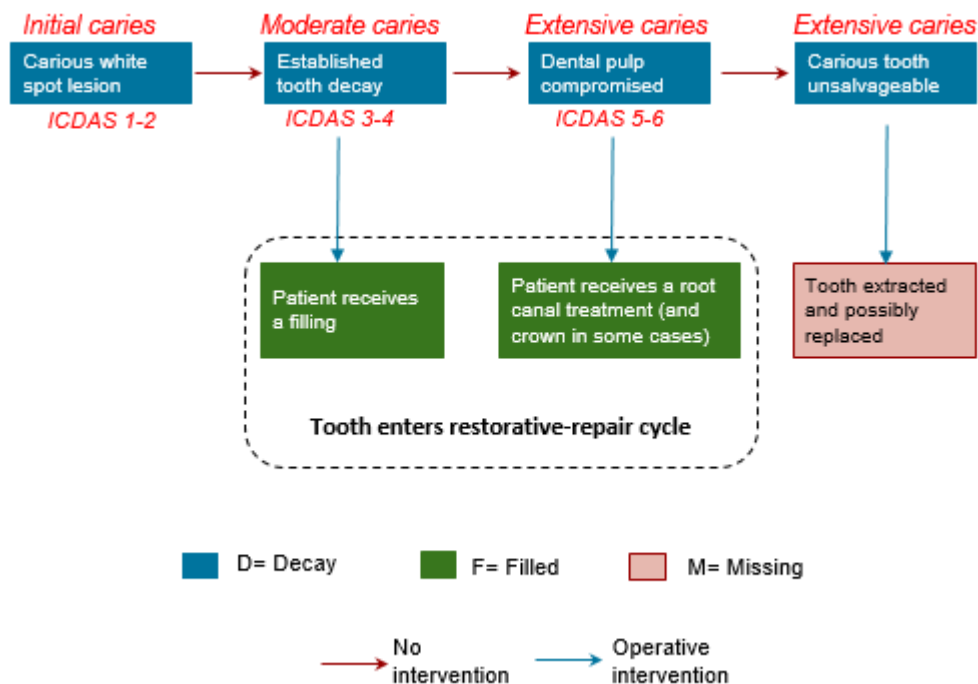 Initial caries
Moderate caries
Extensive caries
Extensive caries
Carious white
spot lesion
Established
tooth decay
Dental pulp
compromised
Carious tooth
unsalvageable
ICDAS 1-2
ICDAS 3-4
ICDAS 5-6
Patient receives
a filling
Patient receives a root
canal treatment (and
crown in some cases)
Tooth extracted
and possibly
replaced
Tooth enters restorative-repair cycle
D= Decay
F= Filled
M= Missing
No
intervention
Operative
intervention